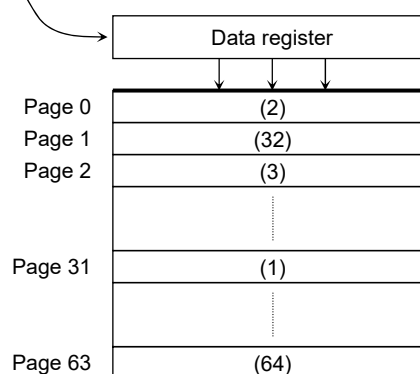 Data register
Page 0 (2)
Page 1 (32)
Page 2 (3)
Page 31 (1)
Page 63 (64)